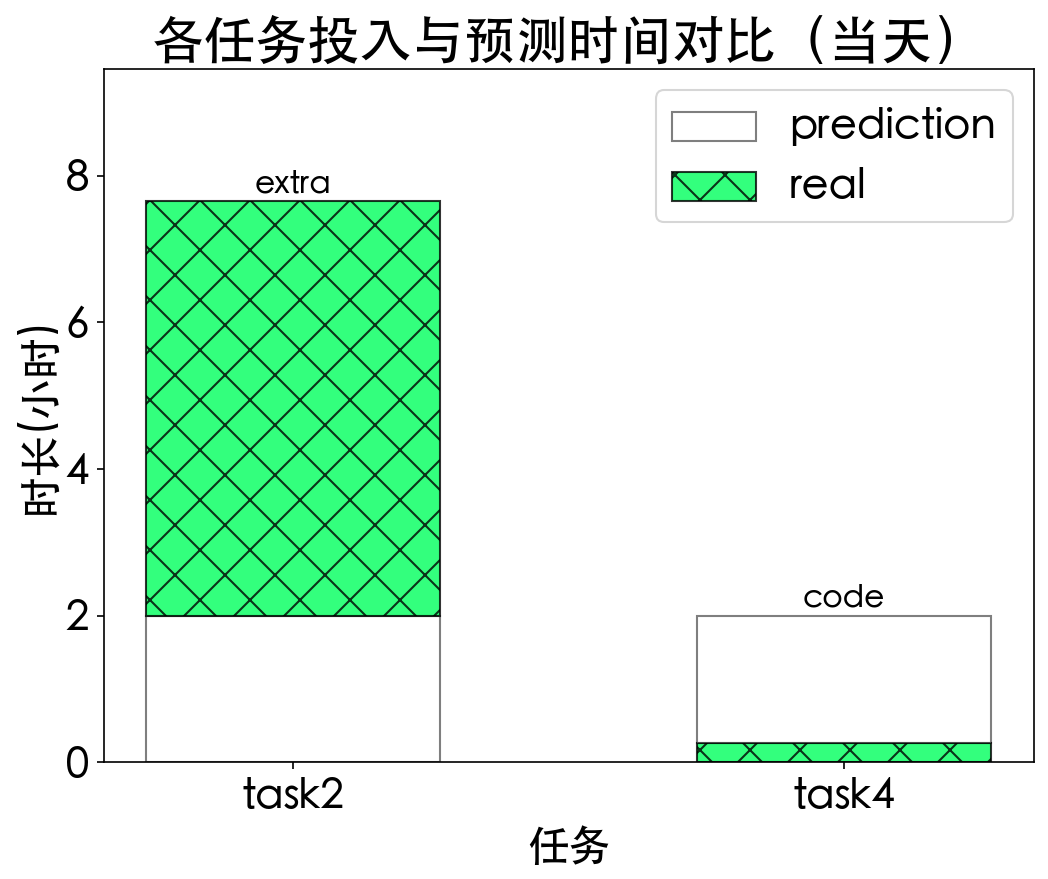 各任务投入与预测时间对比（当天）
prediction
real
8
6
4
2
0
时长(小时)
extra
code
task2
task4
任务